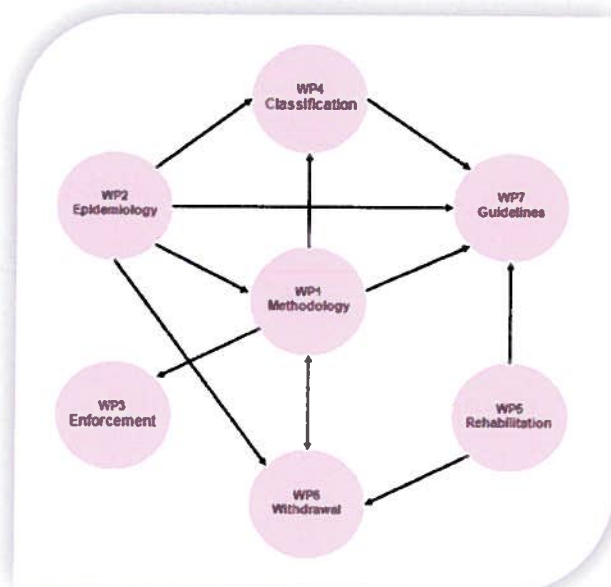 WP4
Classification
WP2
Epidemiology
WP7
Guidelines
WP1
Methodology
WP3
Enforcement
WP5
Rehabilitation
WP6
Withdrawal